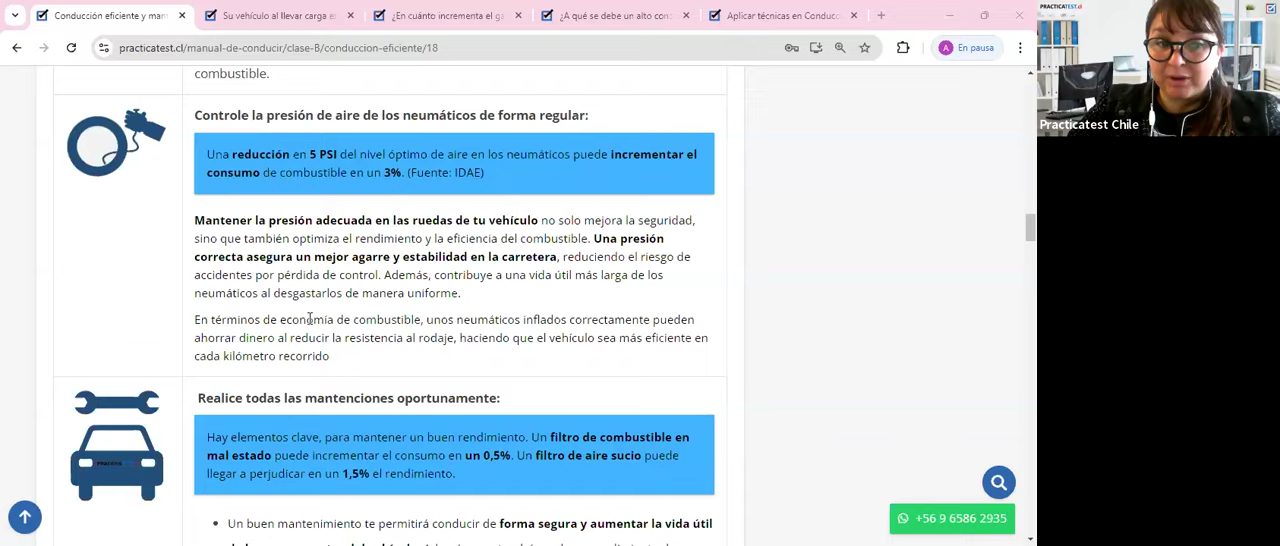 Conducción eficiente y man
Su vehículo al llevar carga e
¿En cuánto incrementa el ga
¿A qué se debe un alto con
Aplicar técnicas en Conducc
practicatest.cl/manual-de-conducir/clase-B/conduccion-eficiente/18
A
En pausa
PRACTICATEST.cl
Practicatest Chile
combustible.
Controle la presión de aire de los neumáticos de forma regular:
Una reducción en 5 PSI del nivel óptimo de aire en los neumáticos puede incrementar el
consumo de combustible en un 3%. (Fuente: IDAE)
Mantener la presión adecuada en las ruedas de tu vehículo no solo mejora la seguridad,
sino que también optimiza el rendimiento y la eficiencia del combustible. Una presión
correcta asegura un mejor agarre y estabilidad en la carretera, reduciendo el riesgo de
accidentes por pérdida de control. Además, contribuye a una vida útil más larga de los
neumáticos al desgastarlos de manera uniforme.
En términos de economía de combustible, unos neumáticos inflados correctamente pueden
ahorrar dinero al reducir la resistencia al rodaje, haciendo que el vehículo sea más eficiente en
cada kilómetro recorrido
Realice todas las mantenciones oportunamente:
Hay elementos clave, para mantener un buen rendimiento. Un filtro de combustible en
mal estado puede incrementar el consumo en un 0,5%. Un filtro de aire sucio puede
llegar a perjudicar en un 1,5% el rendimiento.
Un buen mantenimiento te permitirá conducir de forma segura y aumentar la vida útil
+56 9 6586 2935